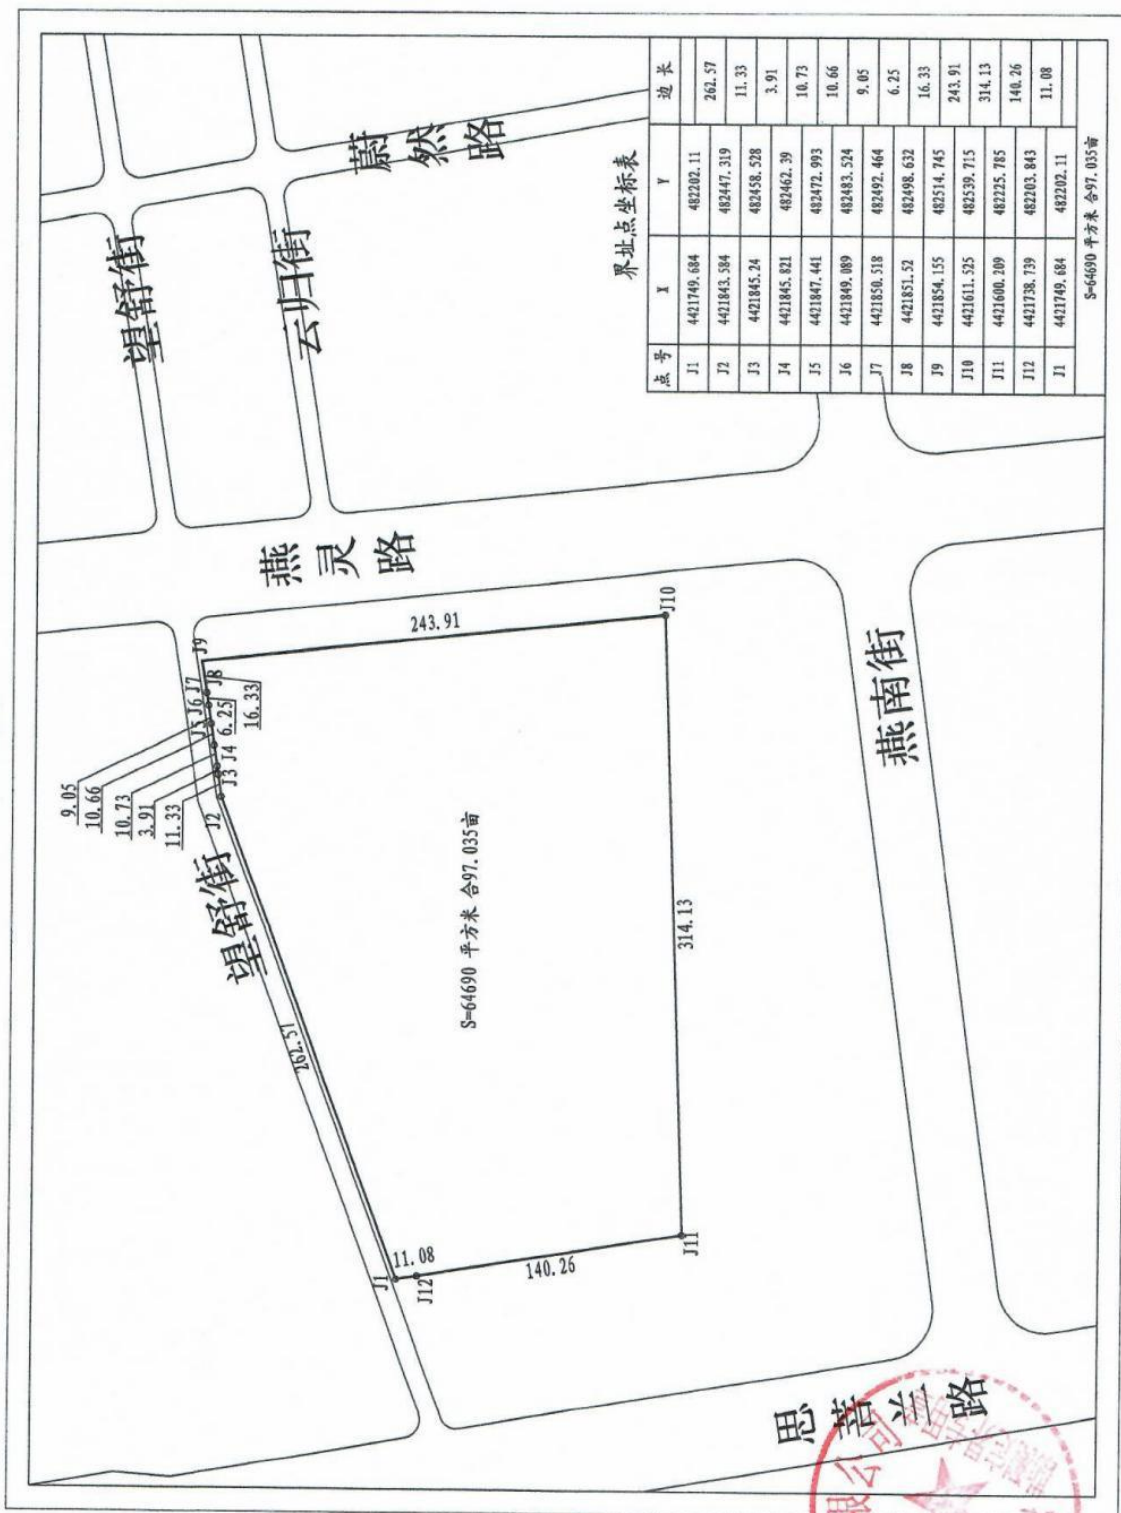 望舒街
云归街
蔚然路
燕灵路
望舒街
燕南街
思菩兰路
9.05
10.66
10.73
3.91
11.33
6.25
16.33
J1
J2
J3
J4
J5
J6
J7
J8
J9
J10
J11
J12
262.57
243.91
314.13
140.26
11.08
S=64690 平方米 合97.035亩
界址点坐标表
点号 X Y 边长
J1 4421749.684 482202.11
262.57
J2 4421843.584 482447.319
11.33
J3 4421845.24 482458.528
3.91
J4 4421845.821 482462.39
10.73
J5 4421847.441 482472.993
10.66
J6 4421849.089 482483.524
9.05
J7 4421850.518 482492.464
6.25
J8 4421851.52 482498.632
16.33
J9 4421854.155 482514.745
243.91
J10 4421611.525 482539.715
314.13
J11 4421600.209 482225.785
140.26
J12 4421738.739 482203.843
11.08
J1 4421749.684 482202.11
S=64690 平方米 合97.035亩
限公司